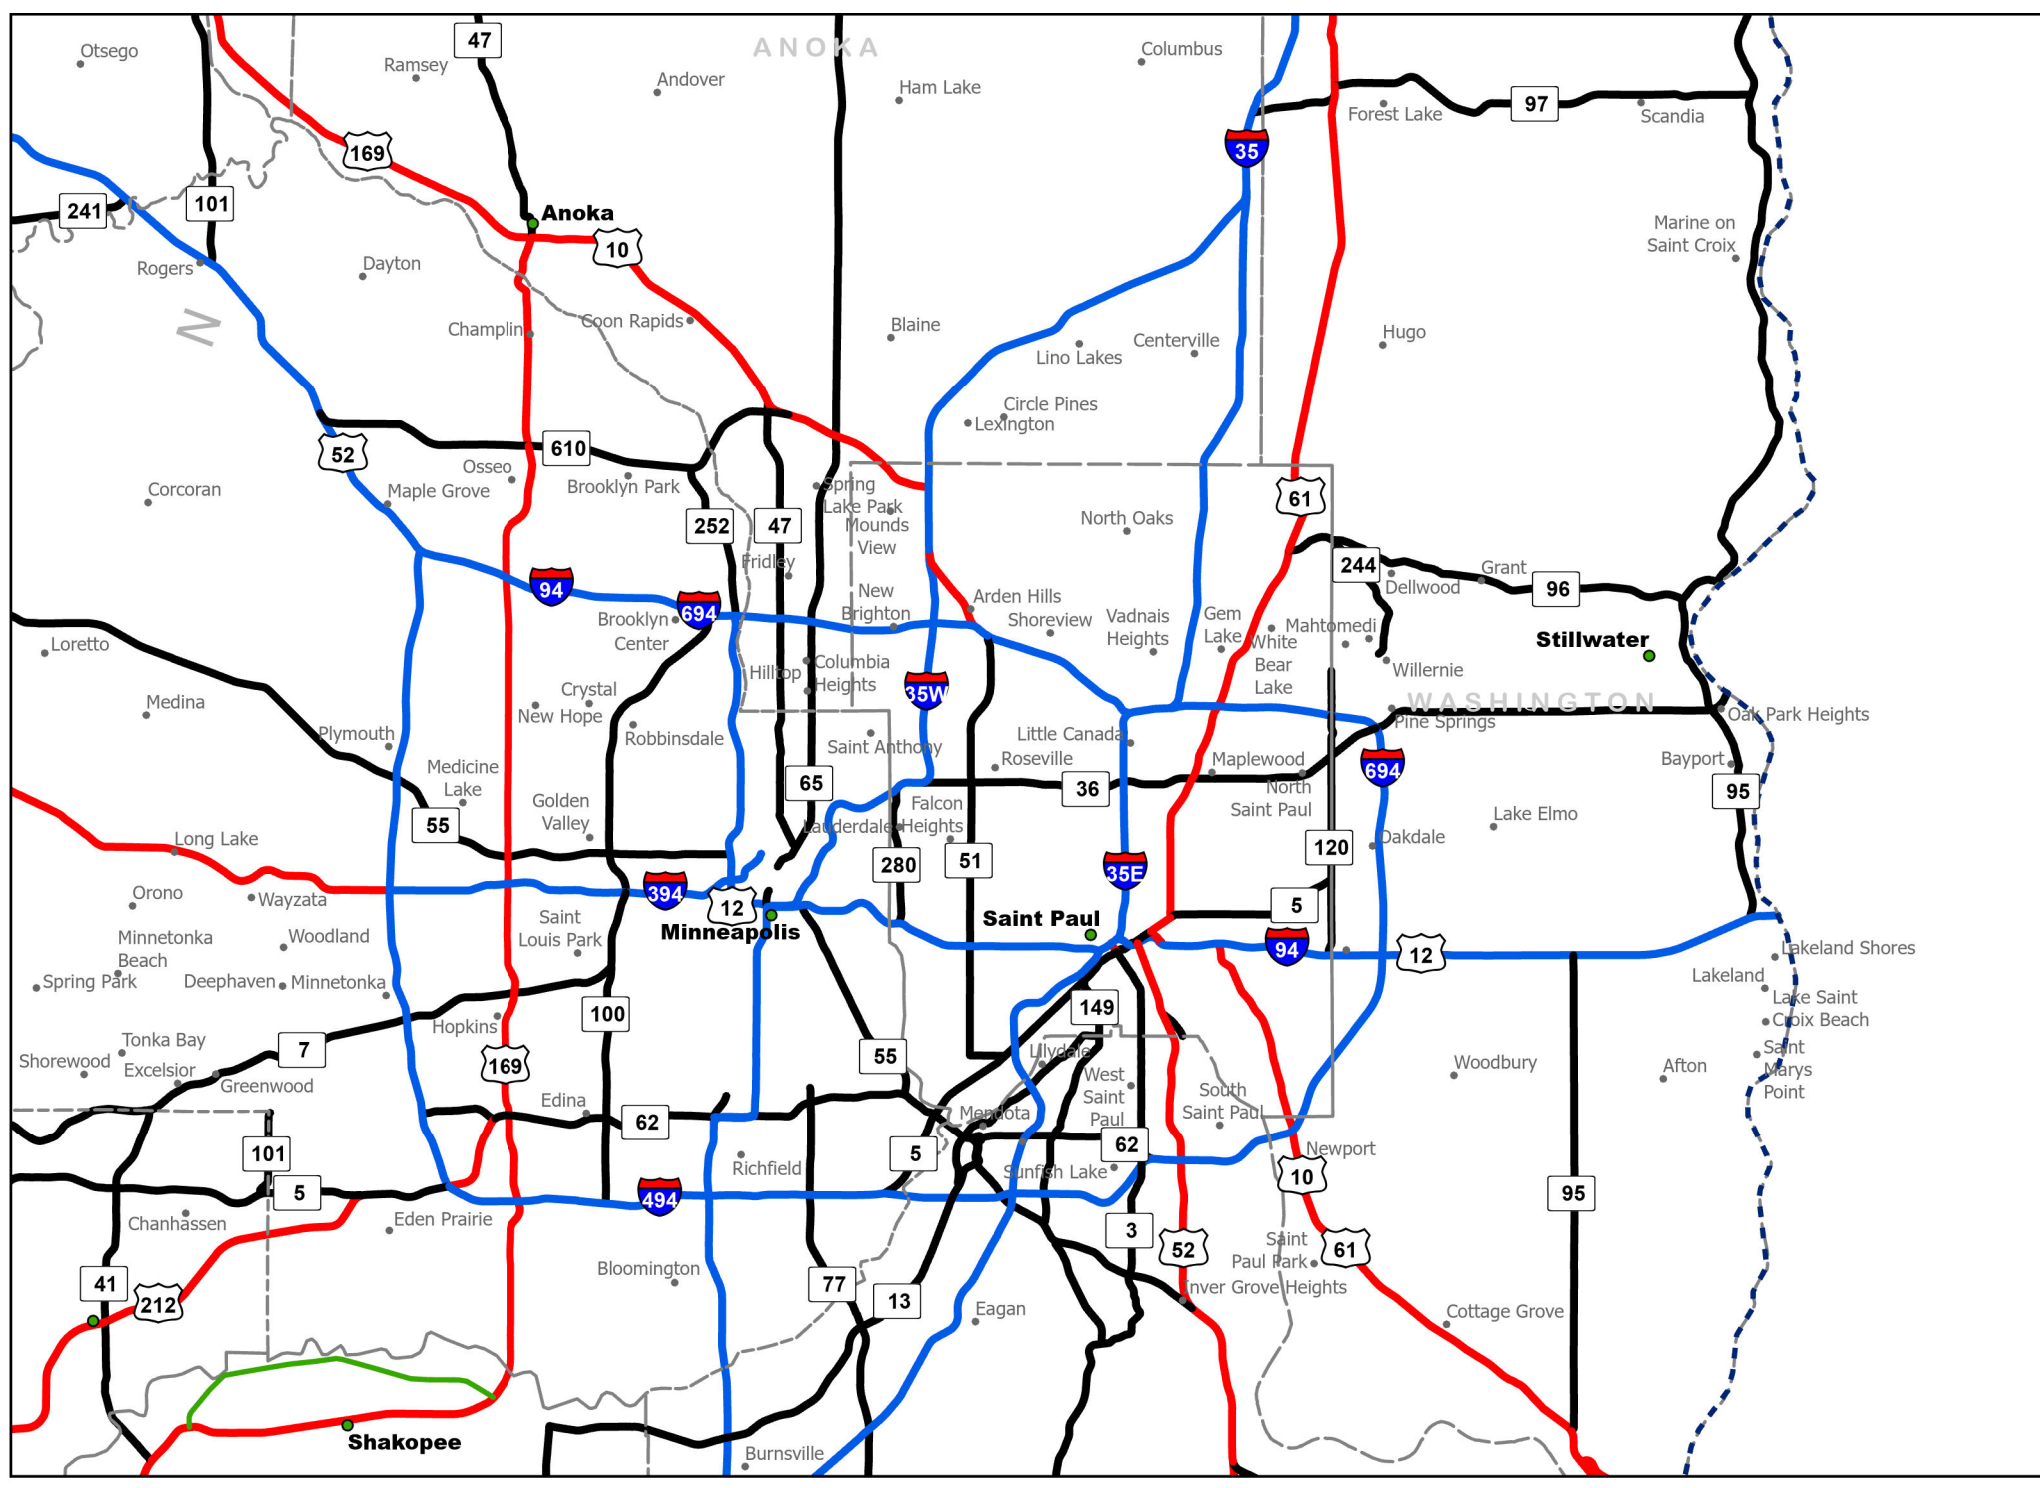 47
ANOKA
Columbus
Otsego
Ramsey
Andover
Ham Lake
97
Forest Lake
Scandia
169
35
241
101
Anoka
10
Marine on
Saint Croix
Rogers
Dayton
N
Champlin
Coon Rapids
Blaine
Lino Lakes
Centerville
Hugo
Circle Pines
Lexington
52
610
Osseo
Brooklyn Park
Corcoran
Maple Grove
Spring
Lake Park
61
252
47
Mounds
View
North Oaks
Fridley
244
Dellwood
Grant
96
94
694
New
Brighton
Arden Hills
Shoreview
Vadnais
Heights
Gem
Lake
White
Bear
Lake
Mahtomedi
Brooklyn
Center
Stillwater
Loretto
Hilltop
Columbia
Heights
Willernie
35W
Medina
Crystal
New Hope
WASHINGTON
Pine Springs
Oak Park Heights
Plymouth
Robbinsdale
Saint Anthony
Little Canada
Roseville
Maplewood
694
Bayport
Medicine
Lake
65
36
North
Saint Paul
95
Golden
Valley
55
Lauderdale
Falcon
Heights
Lake Elmo
Long Lake
Oakdale
120
280
51
35E
Orono
Wayzata
394
12
Saint
Louis Park
Minneapolis
Saint Paul
5
94
12
Minnetonka
Beach
Woodland
Lakeland Shores
Spring Park
Deephaven
Minnetonka
Lakeland
Lake Saint
Croix Beach
100
149
Hopkins
Tonka Bay
7
Shorewood
Excelsior
Greenwood
169
55
Lilydale
Woodbury
Afton
Saint
Marys
Point
West
Saint
Paul
South
Saint Paul
Edina
62
Mendota
101
5
62
Newport
Richfield
Sunfish Lake
10
5
494
95
Chanhassen
Eden Prairie
3
52
Saint
Paul Park
61
Bloomington
41
212
77
13
Inver Grove Heights
Eagan
Cottage Grove
Shakopee
Burnsville